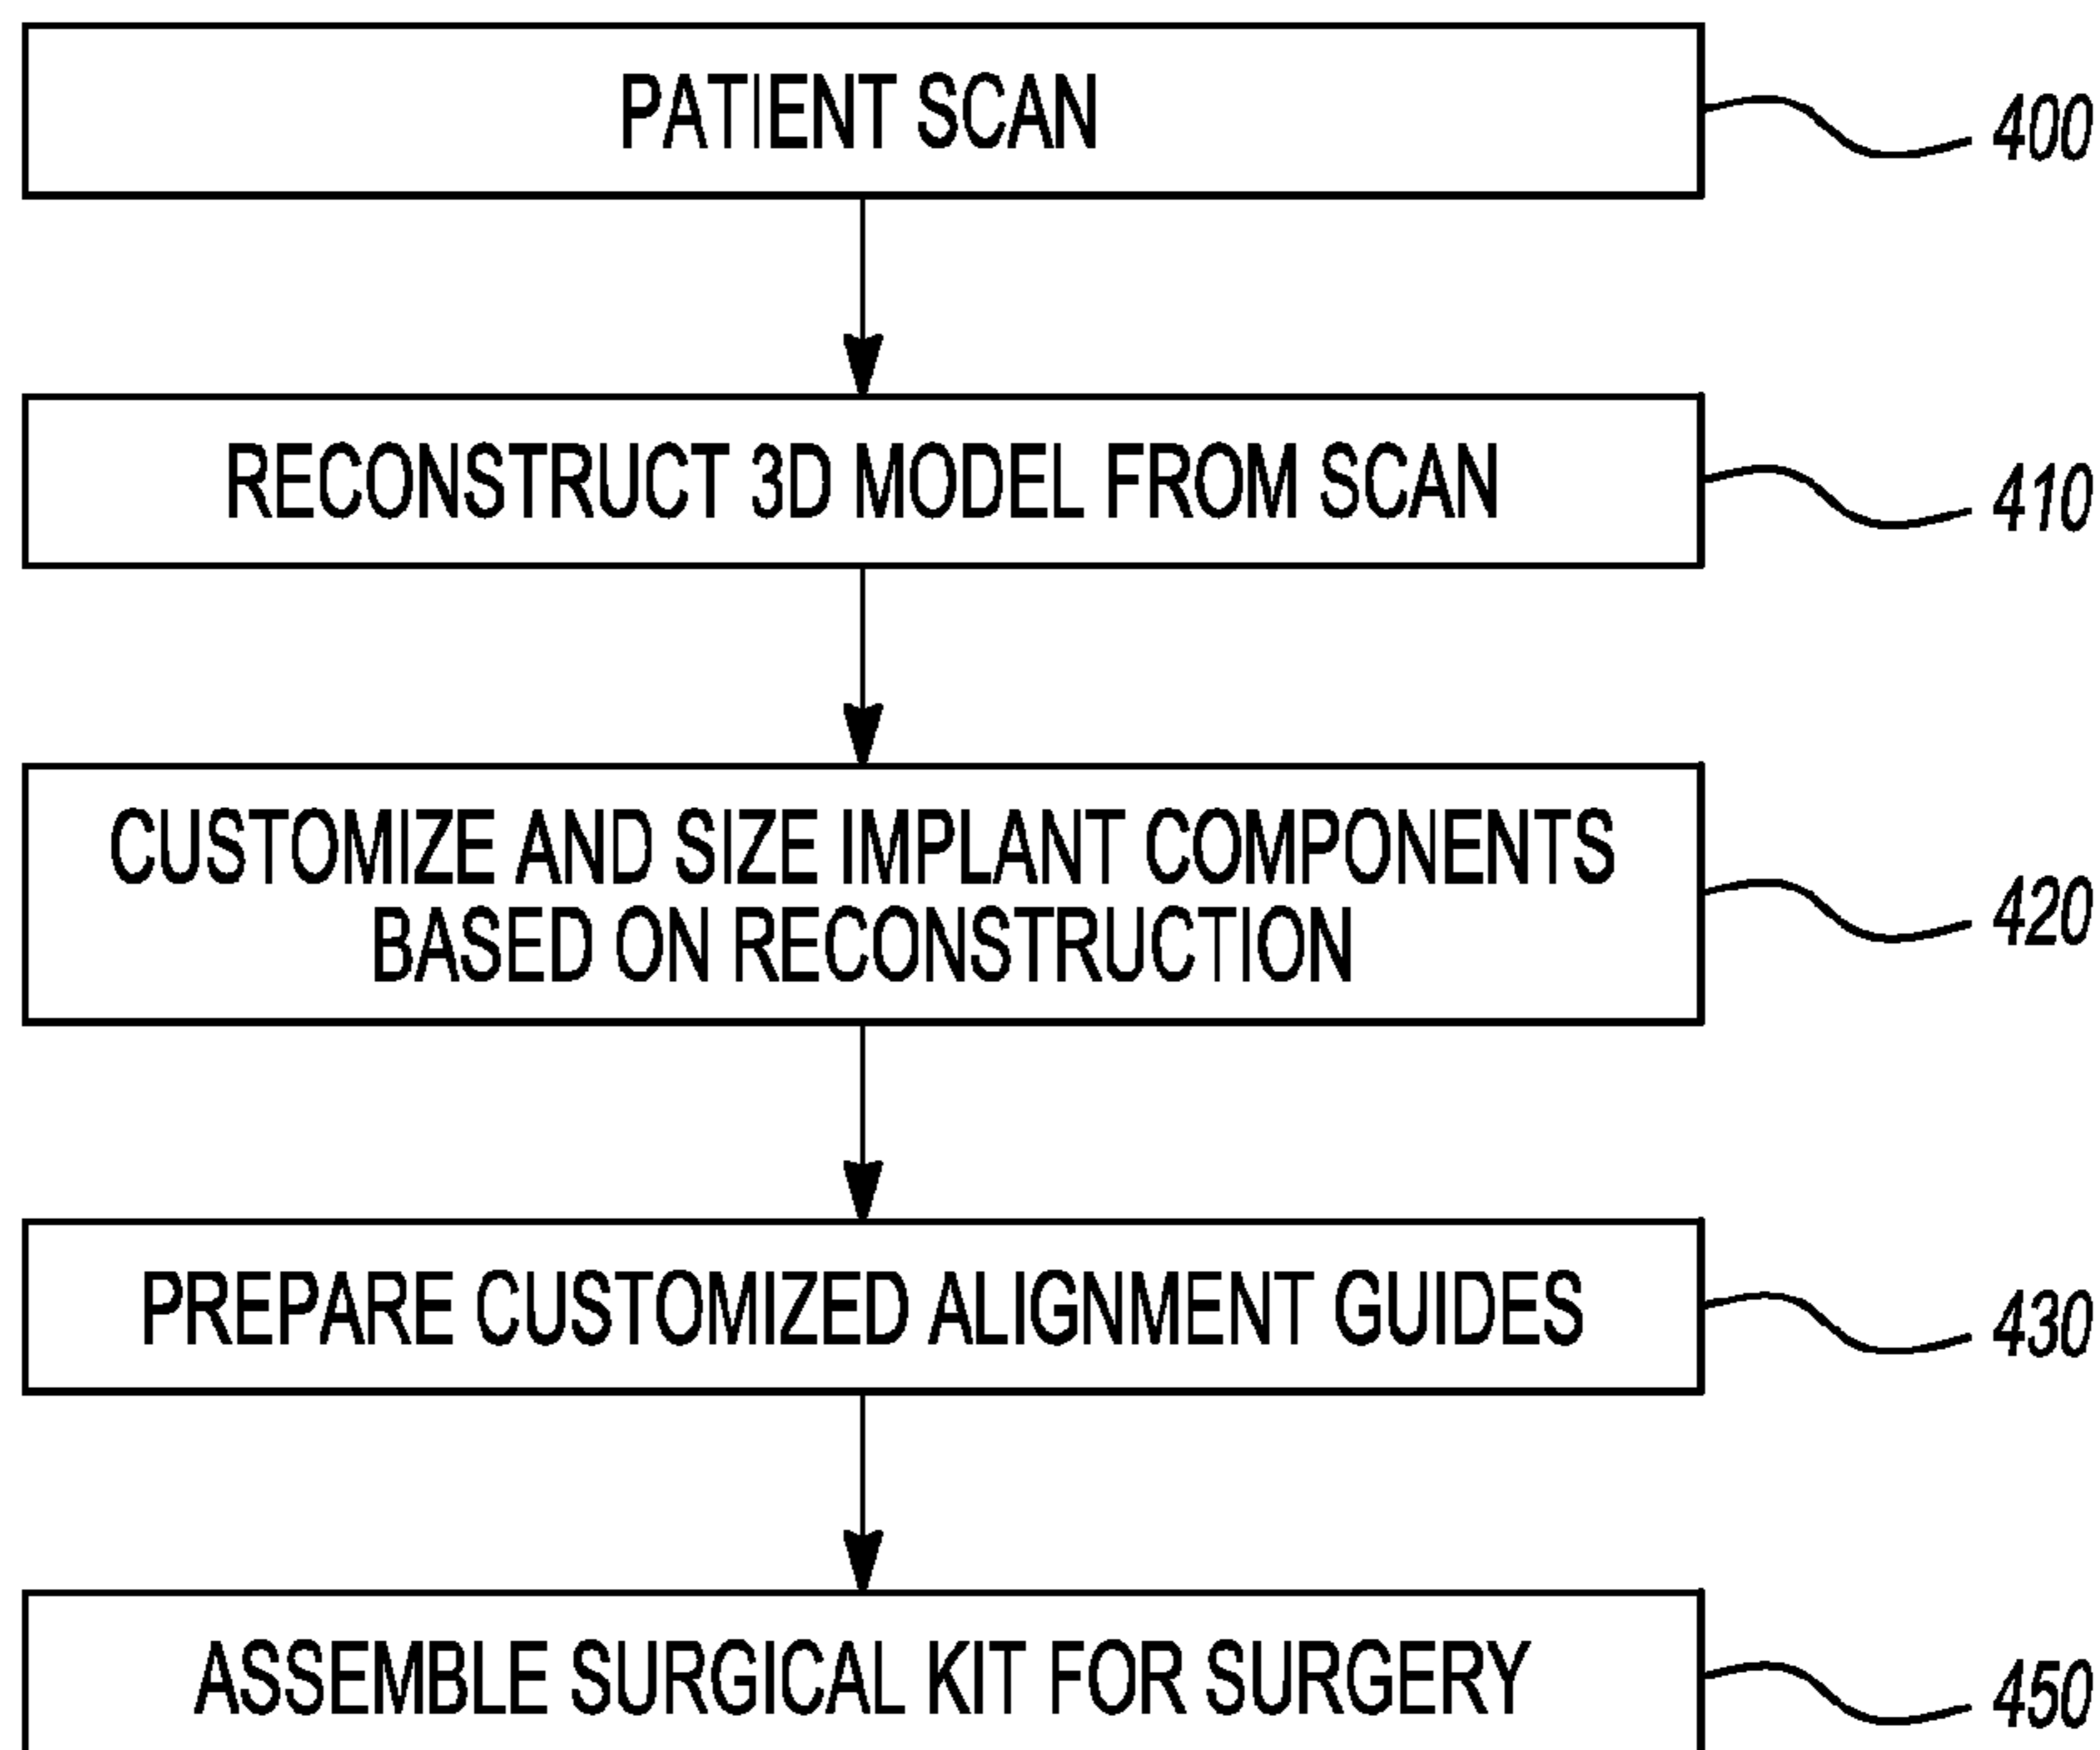 PATIENT SCAN
400
RECONSTRUCT 3D MODEL FROM SCAN
410
CUSTOMIZE AND SIZE IMPLANT COMPONENTS
BASED ON RECONSTRUCTION
420
PREPARE CUSTOMIZED ALIGNMENT GUIDES
430
ASSEMBLE SURGICAL KIT FOR SURGERY
450